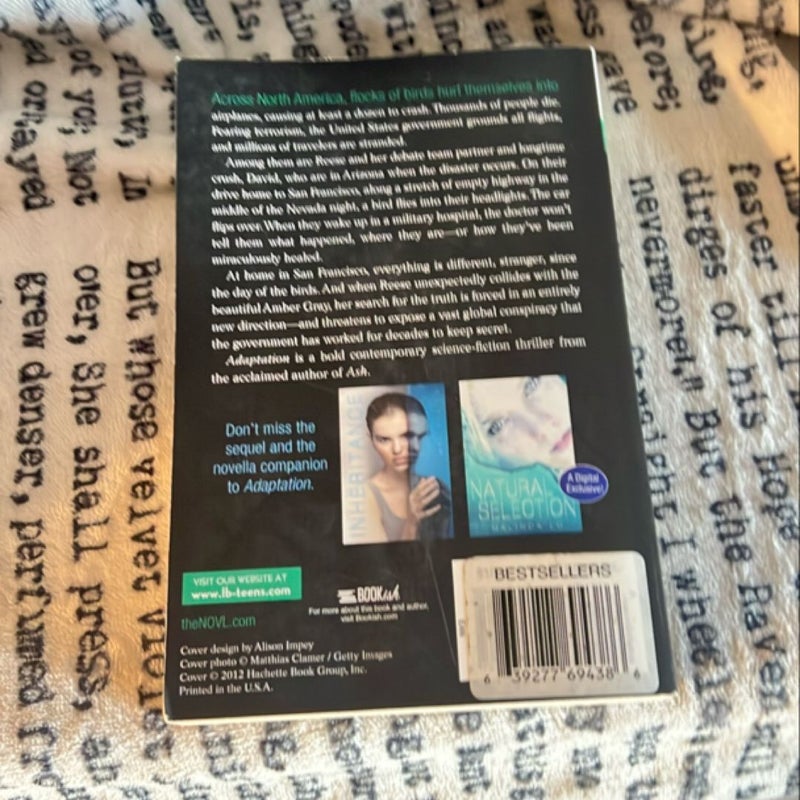 Across North America, flocks of birds hurl themselves into
airplanes, causing at least a dozen to crash. Thousands of people die.
Fearing terrorism, the United States government grounds all flights,
and millions of travelers are stranded.
Among them are Reese and her debate team partner and longtime
crush, David, who are in Arizona when the disaster occurs. On their
drive home to San Francisco, along a stretch of empty highway in the
middle of the Nevada night, a bird flies into their headlights. The car
flips over. When they wake up in a military hospital, the doctor won't
tell them what happened, where they are—or how they've been
miraculously healed.
At home in San Francisco, everything is different, stranger, since
the day of the birds. And when Reese unexpectedly collides with the
beautiful Amber Gray, her search for the truth is forced in an entirely
new direction—and threatens to expose a vast global conspiracy that
the government has worked for decades to keep secret.
Adaptation is a bold contemporary science-fiction thriller from
the acclaimed author of Ash.
Don't miss the
sequel and the
novella companion
to Adaptation.
INHERITANCE
NATURAL
SELECTION
MALINDA LO
A Digital
Exclusive!
VISIT OUR WEBSITE AT
www.lb-teens.com
theNOVL.com
BOOKish
For more about this book and author,
visit Bookish.com
Cover design by Alison Impey
Cover photo © Matthias Clamer / Getty Images
Cover © 2012 Hachette Book Group, Inc.
Printed in the U.S.A.
BESTSELLERS
6 39277 69438 6
But whose velvet violet
oler, She shall press, an
grew denser, perfumed fro
of yo; Not
before;
gave
faster till
dirges of his Hope
nevermore!," But the Raven
Straight I wheeled